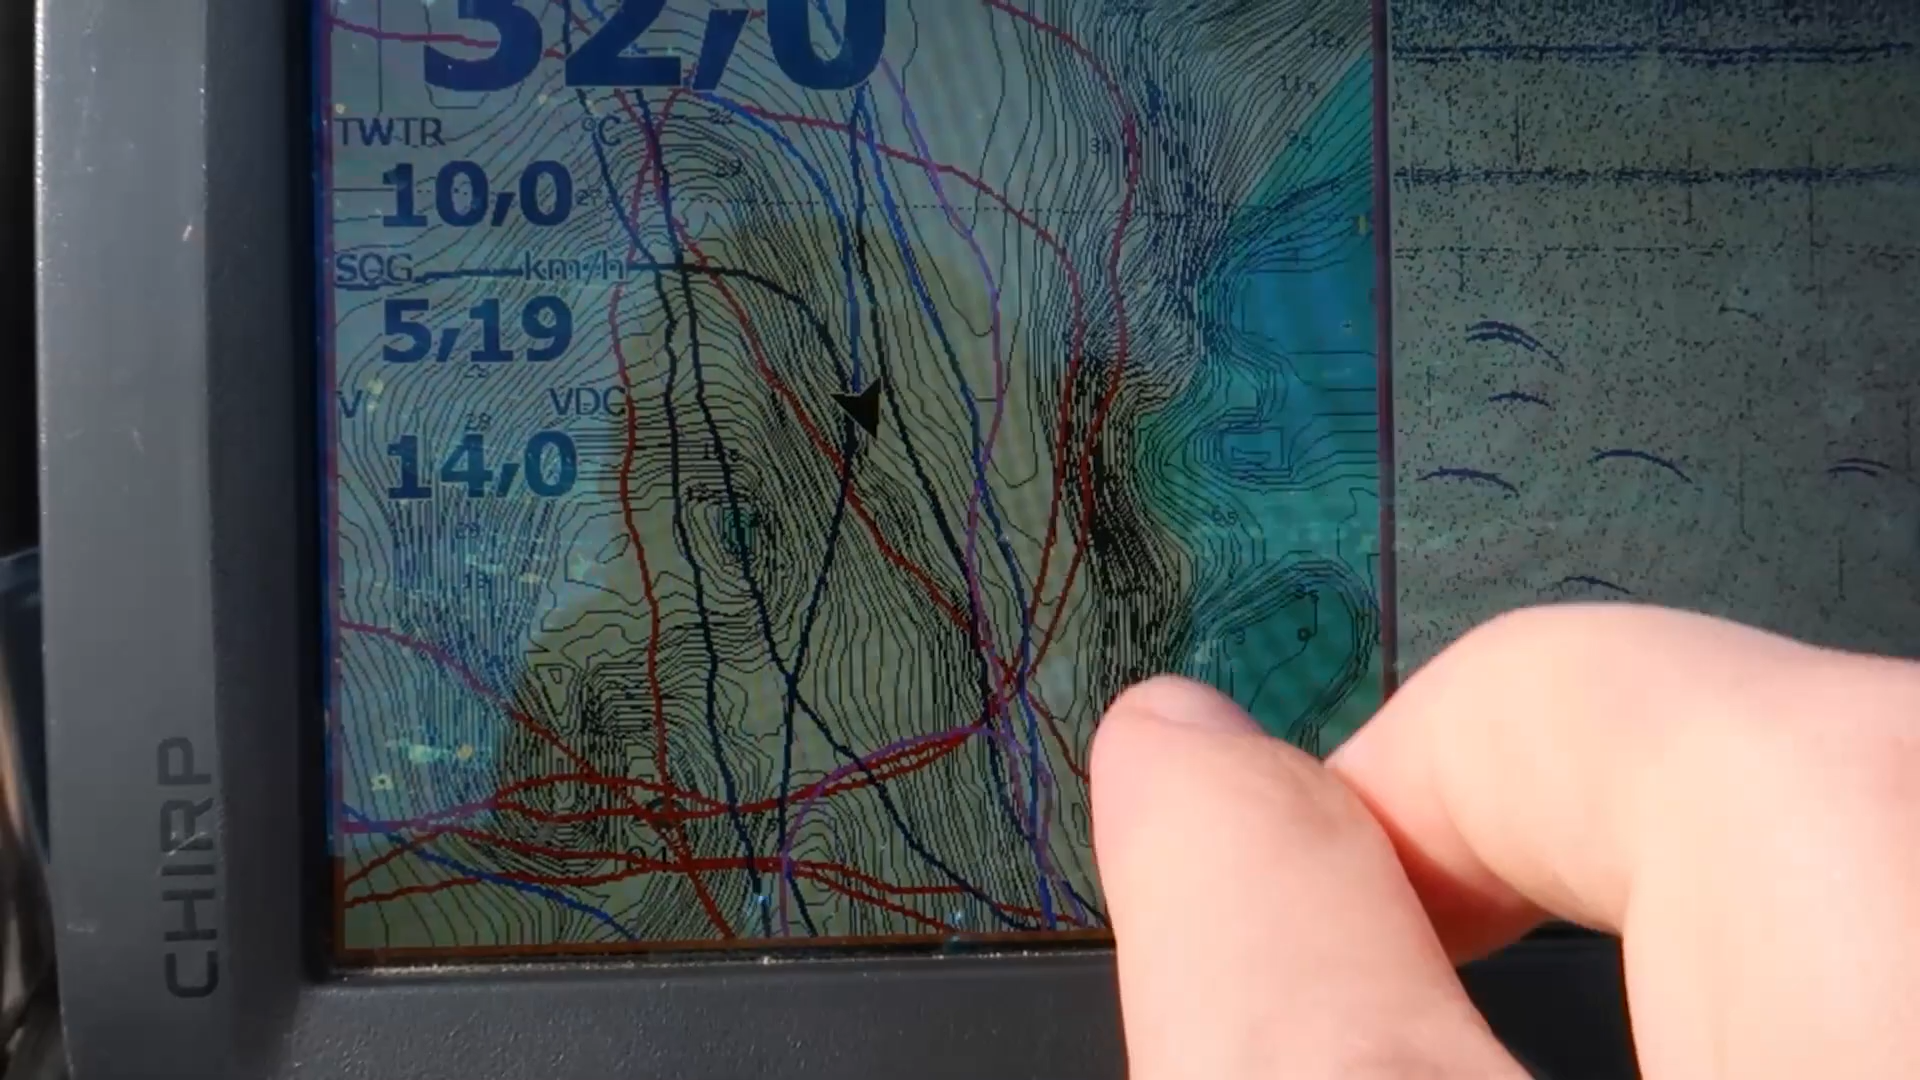 32,0
TWTR °C
10,0
SOG km/h
5,19
V VDC
14,0
CHIRP